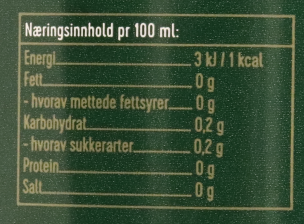 Næringsinnhold pr 100 ml:
Energi 3 kJ / 1 kcal
Fett 0 g
- hvorav mettede fettsyrer 0 g
Karbohydrat 0,2 g
- hvorav sukkerarter 0,2 g
Protein 0 g
Salt 0 g